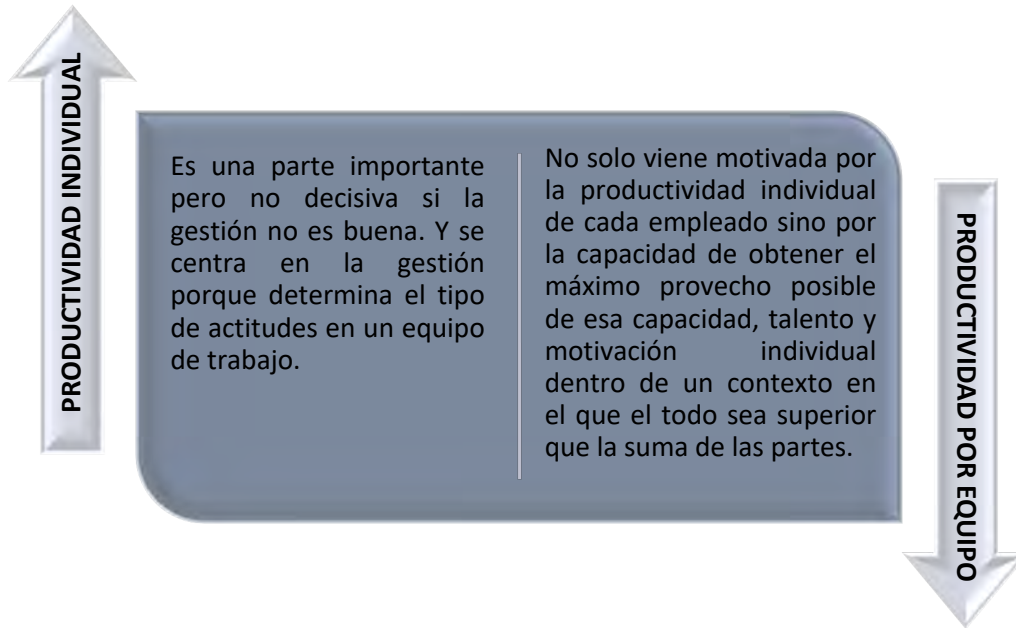 PRODUCTIVIDAD INDIVIDUAL
Es una parte importante
pero no decisiva si la
gestión no es buena. Y se
centra en la gestión
porque determina el tipo
de actitudes en un equipo
de trabajo.
No solo viene motivada por
la productividad individual
de cada empleado sino por
la capacidad de obtener el
máximo provecho posible
de esa capacidad, talento y
motivación individual
dentro de un contexto en
el que el todo sea superior
que la suma de las partes.
PRODUCTIVIDAD POR EQUIPO